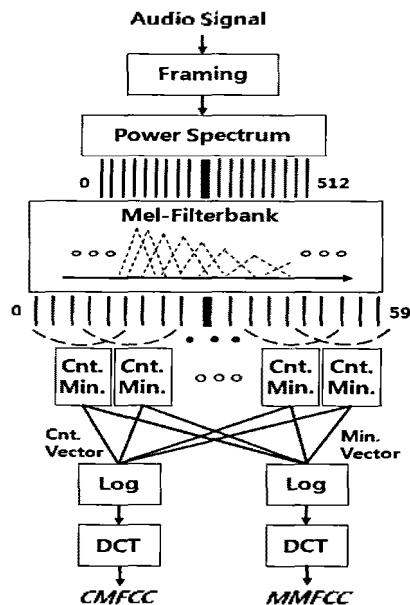 Audio Signal
Framing
Power Spectrum
0 512
Mel-Filterbank
0 59
Cnt. Min. Cnt. Min. Cnt. Min. Cnt. Min.
Cnt. Vector Min. Vector
Log Log
DCT DCT
CMFCC MMFCC